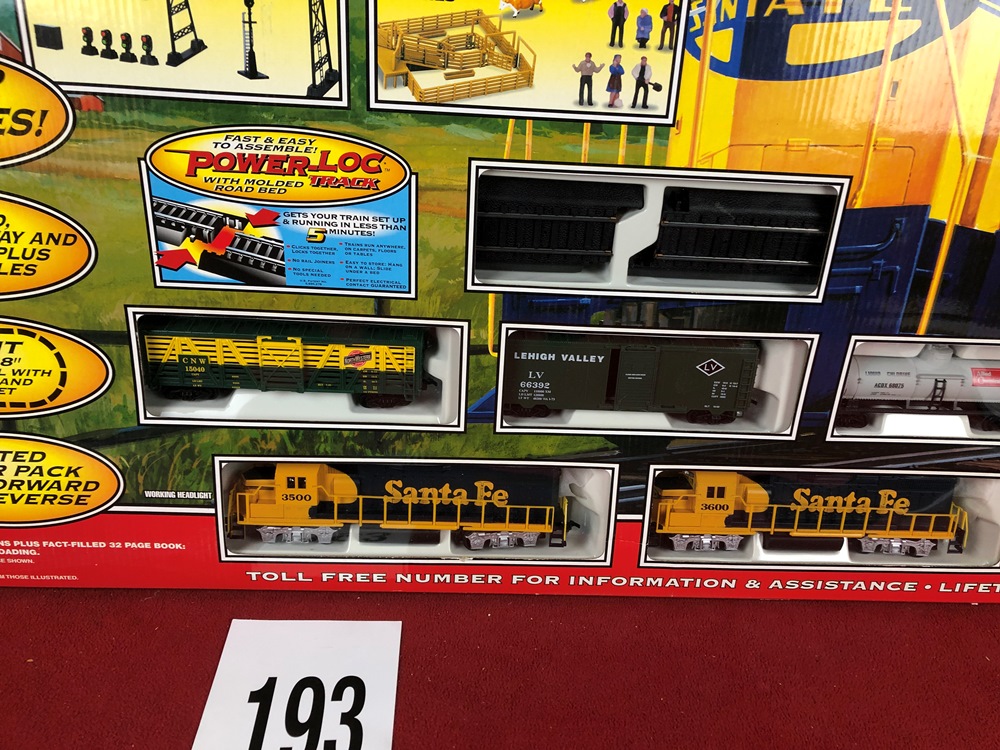 SANTA FE
ES!
FAST & EASY
TO ASSEMBLE!
POWER-LOC™
TRACK
WITH MOLDED
ROAD BED
GETS YOUR TRAIN SET UP
& RUNNING IN LESS THAN
5 MINUTES!
• CLICKS TOGETHER,
LOCKS TOGETHER
• NO RAIL JOINERS
• NO SPECIAL
TOOLS NEEDED
• TRAINS RUN ANYWHERE,
ON CARPETS, FLOORS
OR TABLES
• EASY TO STORE: HANG
ON A WALL; SLIDE
UNDER A BED
• PERFECT ELECTRICAL
CONTACT GUARANTEED
AY AND
PLUS
LES
8"
L WITH
AND
ET
CNW
15040
LEHIGH VALLEY
LV
66392
LV
TED
R PACK
ORWARD
EVERSE
WORKING HEADLIGHT
3500
Santa Fe
3600
Santa Fe
NS PLUS FACT-FILLED 32 PAGE BOOK:
OADING.
E SHOWN.
M THOSE ILLUSTRATED.
TOLL FREE NUMBER FOR INFORMATION & ASSISTANCE • LIFET
193